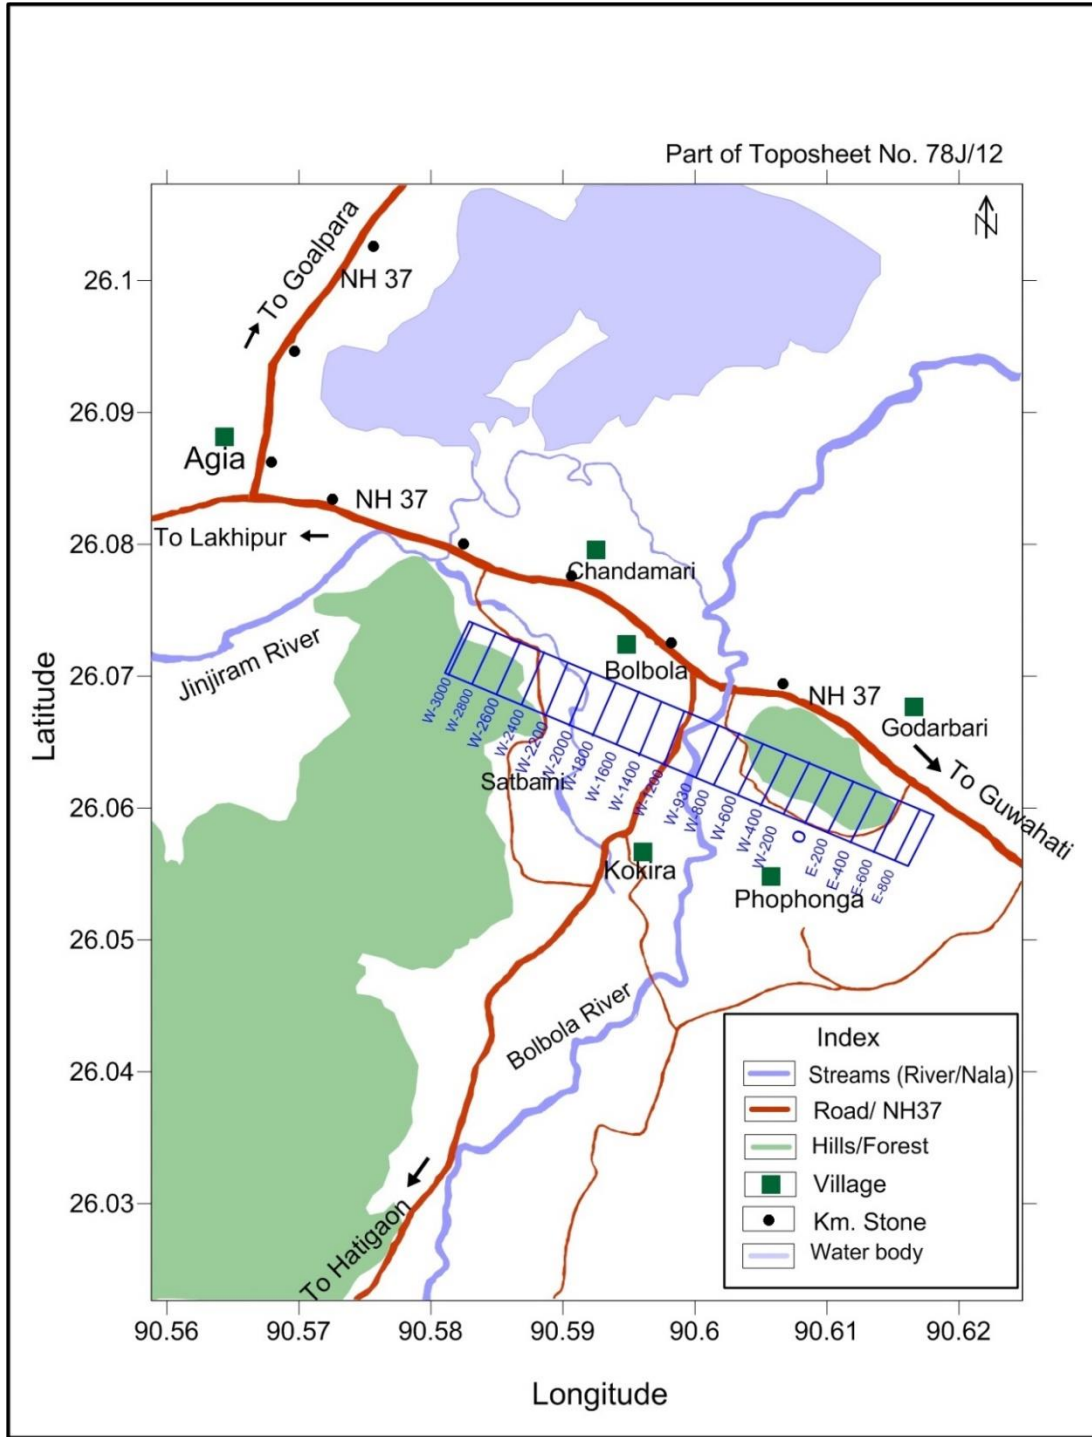 Part of Toposheet No. 78J/12
N
To Goalpara
NH 37
26.1
26.09
Agia
NH 37
To Lakhipur
26.08
Chandamari
Jinjiram River
26.07
Bolbola
NH 37
Godarbari
To Guwahati
W-3000
W-2800
W-2600
W-2400
W-2200
W-2000
W-1800
W-1600
W-1400
W-1200
W-930
W-800
W-600
W-400
W-200
O
E-200
E-400
E-600
E-800
Satbaini
26.06
Kokira
Phophonga
26.05
Bolbola River
26.04
26.03
To Hatigaon
Latitude
Index
Streams (River/Nala)
Road/ NH37
Hills/Forest
Village
Km. Stone
Water body
90.56
90.57
90.58
90.59
90.6
90.61
90.62
Longitude